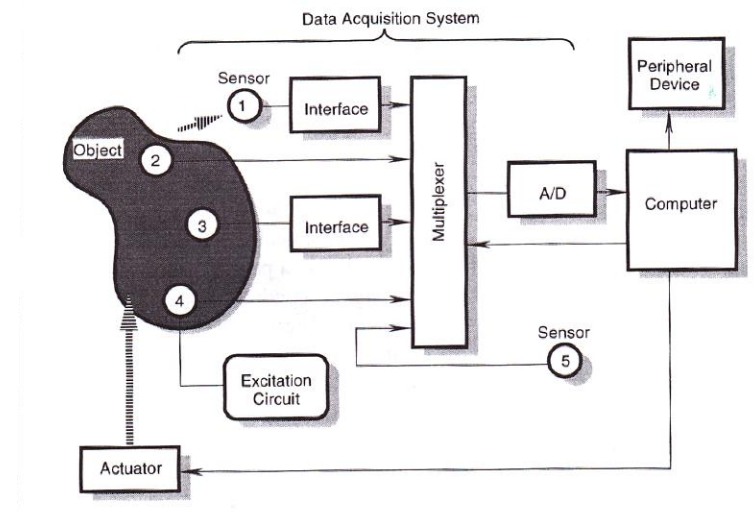 Data Acquisition System
Sensor
1
Interface
Peripheral
Device
Object
2
Multiplexer
A/D
Computer
3
Interface
4
Sensor
5
Excitation
Circuit
Actuator